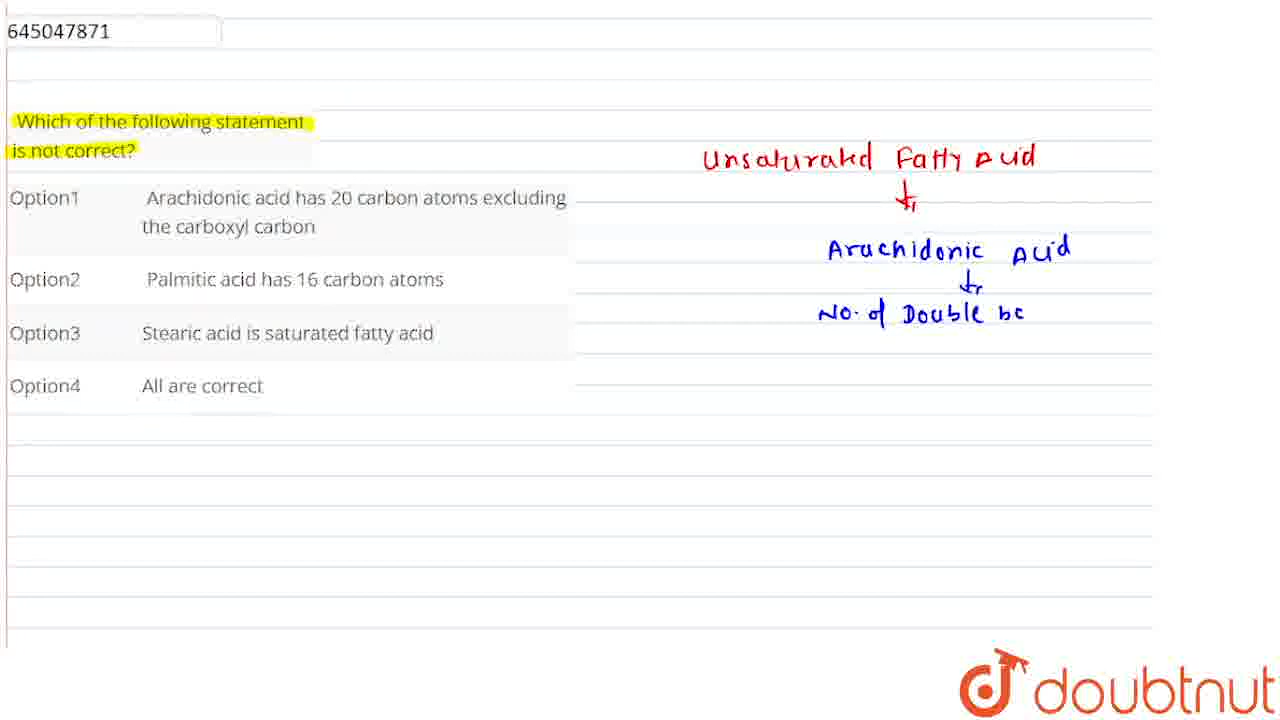 645047871
Which of the following statement
is not correct?
Option1 Arachidonic acid has 20 carbon atoms excluding
the carboxyl carbon
Option2 Palmitic acid has 16 carbon atoms
Option3 Stearic acid is saturated fatty acid
Option4 All are correct
Unsaturated Fatty Acid
Arachidonic Acid
No. of Double bo
doubtnut